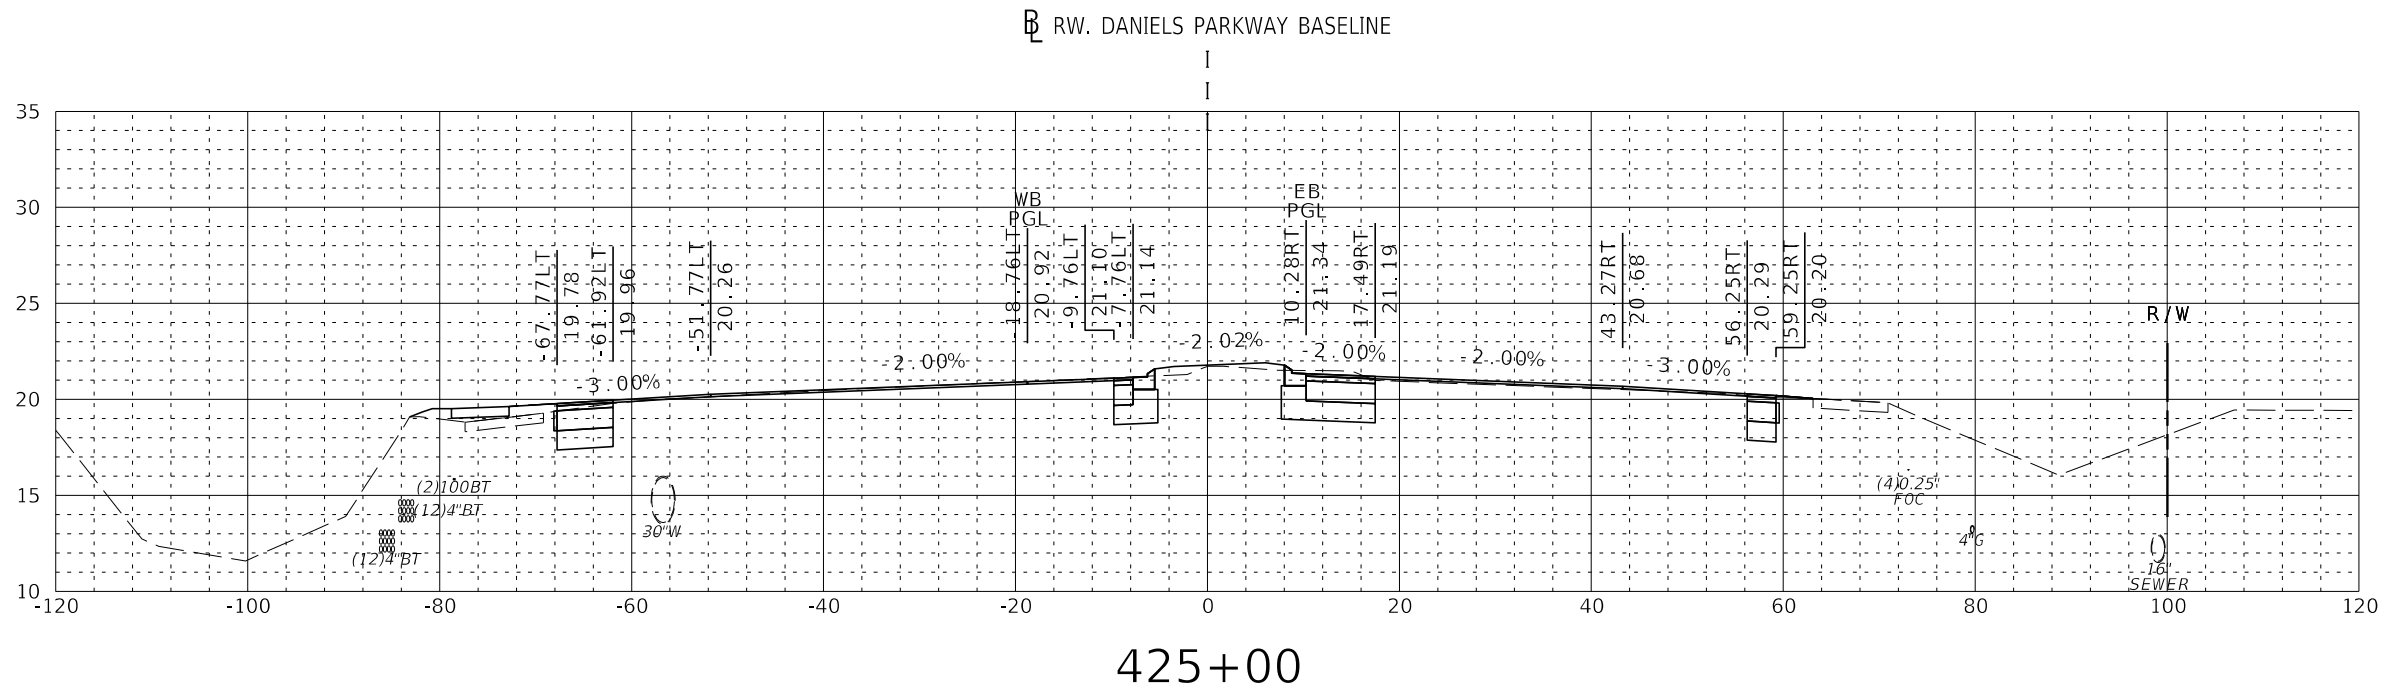 BL RW. DANIELS PARKWAY BASELINE
35
30
25
20
15
10
WB
PGL
EB
PGL
-67.77LT
19.78
-61.92LT
19.96
-51.77LT
20.26
-18.76LT
20.92
-9.76LT
21.10
-7.76LT
21.14
10.28RT
21.34
17.49RT
21.19
43.27RT
20.68
56.25RT
20.29
59.25RT
20.20
R/W
-3.00%
-2.00%
-2.02%
-2.00%
-2.00%
-3.00%
(2)100BT
(12)4"BT
(12)4"BT
30"W
(4)0.25"
FOC
4"G
16"
SEWER
-120
-100
-80
-60
-40
-20
0
20
40
60
80
100
120
425+00